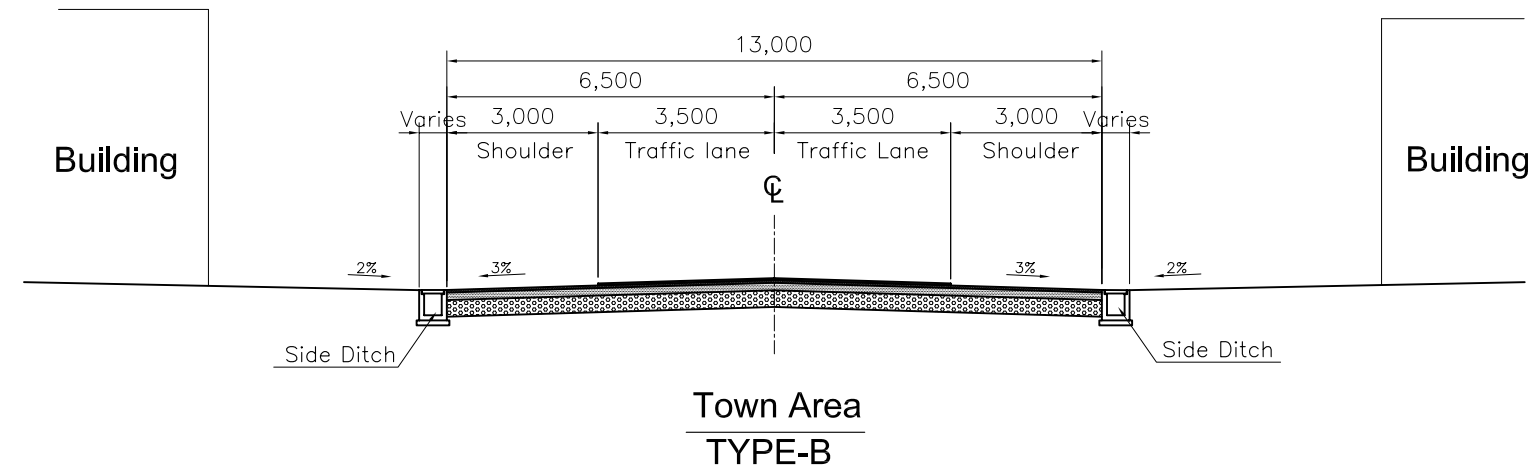 13,000
6,500 6,500
Varies 3,000 3,500 3,500 3,000 Varies
Shoulder Traffic lane Traffic Lane Shoulder
Building Building
℄
2% 3% 3% 2%
Side Ditch Side Ditch
Town Area
TYPE-B